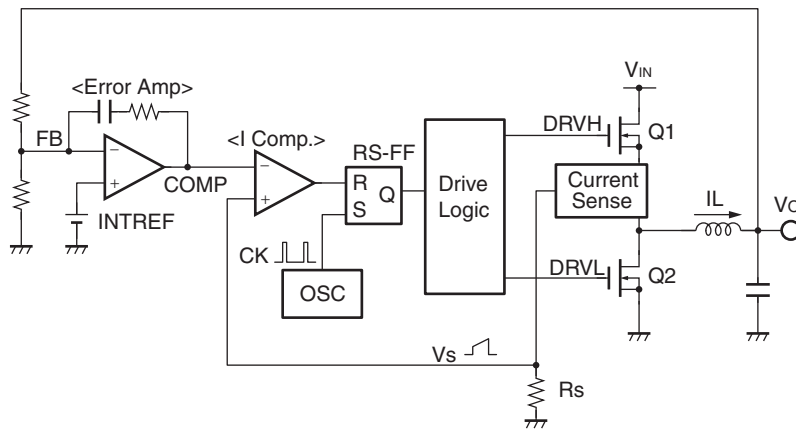 <Error Amp>
VIN
FB
<I Comp.>
DRVH
Q1
RS-FF
COMP
R
S
Q
Drive
Logic
Current
Sense
IL
INTREF
CK
OSC
DRVL
Q2
Vs
Rs